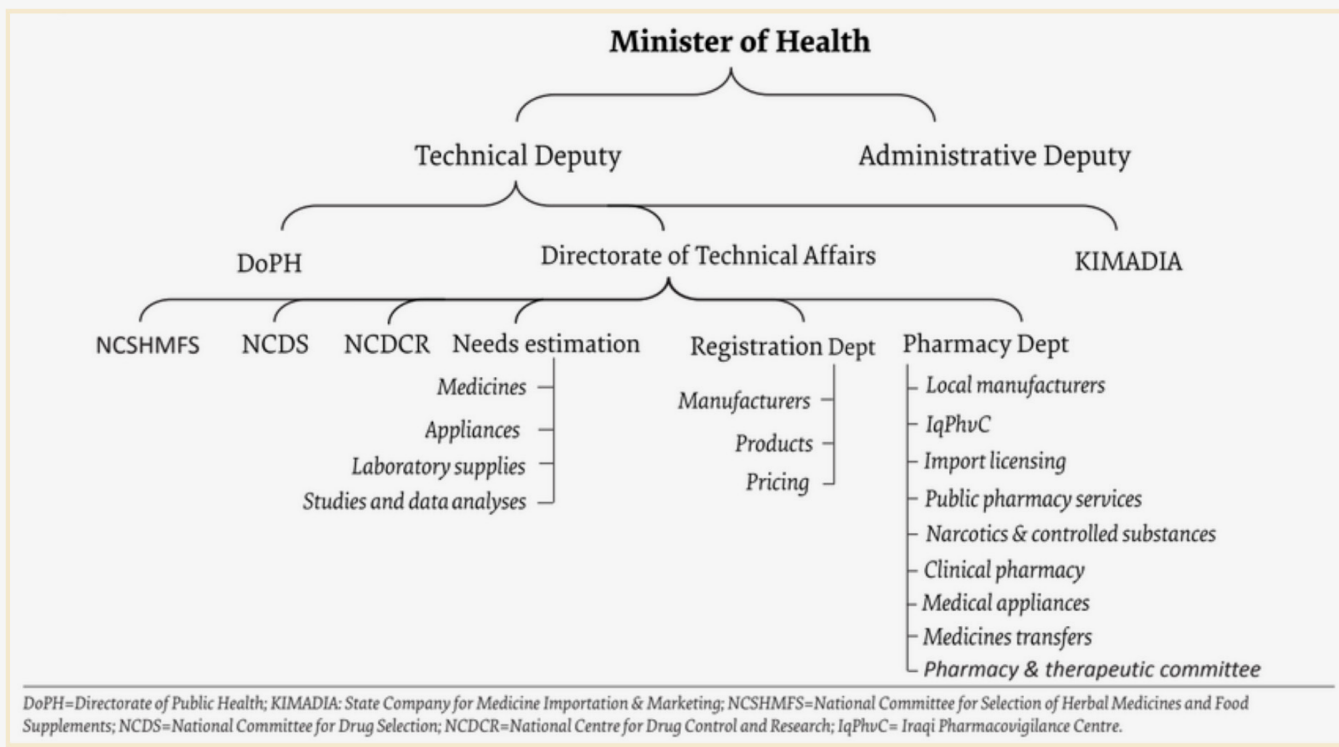 Minister of Health
Technical Deputy
Administrative Deputy
DoPH
Directorate of Technical Affairs
KIMADIA
NCSHMFS
NCDS
NCDCR
Needs estimation
Registration Dept
Pharmacy Dept
Medicines
Appliances
Laboratory supplies
Studies and data analyses
Manufacturers
Products
Pricing
Local manufacturers
IqPhvC
Import licensing
Public pharmacy services
Narcotics & controlled substances
Clinical pharmacy
Medical appliances
Medicines transfers
Pharmacy & therapeutic committee
DoPH=Directorate of Public Health; KIMADIA: State Company for Medicine Importation & Marketing; NCSHMFS=National Committee for Selection of Herbal Medicines and Food
Supplements; NCDS=National Committee for Drug Selection; NCDCR=National Centre for Drug Control and Research; IqPhvC= Iraqi Pharmacovigilance Centre.